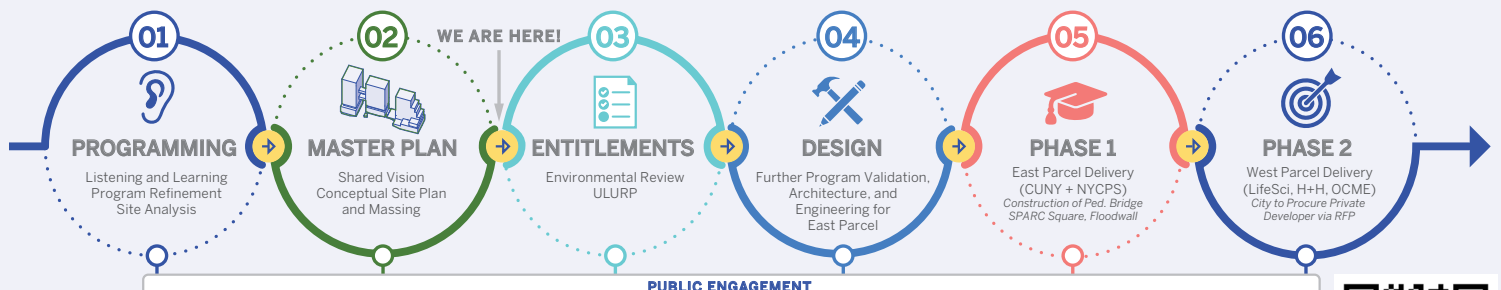 01
PROGRAMMING
Listening and Learning
Program Refinement
Site Analysis
02
MASTER PLAN
Shared Vision
Conceptual Site Plan
and Massing
WE ARE HERE!
03
ENTITLEMENTS
Environmental Review
ULURP
04
DESIGN
Further Program Validation,
Architecture, and
Engineering for
East Parcel
05
PHASE 1
East Parcel Delivery
(CUNY + NYCPS)
Construction of Ped. Bridge
SPARC Square, Floodwall
06
PHASE 2
West Parcel Delivery
(LifeSci, H+H, OCME)
City to Procure Private
Developer via RFP
PUBLIC ENGAGEMENT